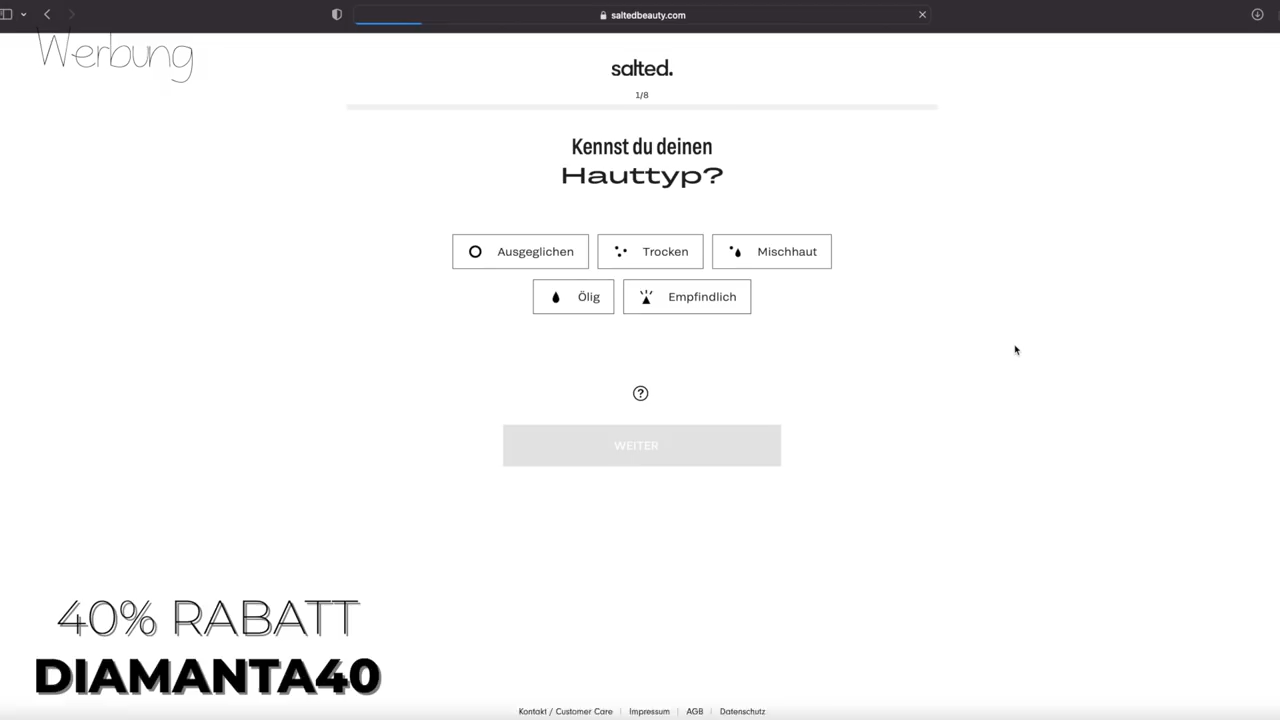 saltedbeauty.com
Werbung
salted.
1/8
Kennst du deinen
Hauttyp?
Ausgeglichen
Trocken
Mischhaut
Ölig
Empfindlich
?
WEITER
40% RABATT
DIAMANTA40
Kontakt / Customer Care | Impressum | AGB | Datenschutz